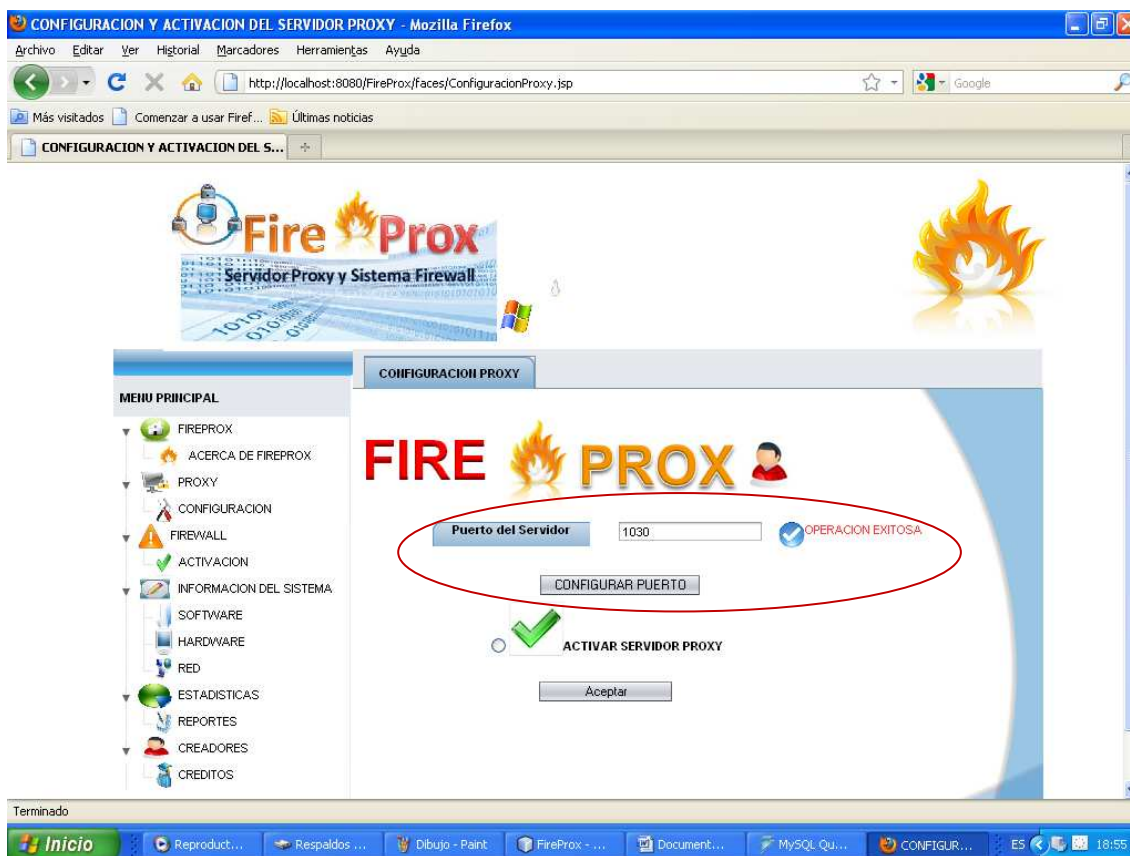 CONFIGURACION Y ACTIVACION DEL SERVIDOR PROXY - Mozilla Firefox
Archivo Editar Ver Historial Marcadores Herramientas Ayuda
http://localhost:8080/FireProx/faces/ConfiguracionProxy.jsp
Google
Más visitados Comenzar a usar Firef... Últimas noticias
CONFIGURACION Y ACTIVACION DEL S...
Fire Prox
Servidor Proxy y Sistema Firewall
CONFIGURACION PROXY
MENU PRINCIPAL
FIREPROX
ACERCA DE FIREPROX
PROXY
CONFIGURACION
FIREWALL
ACTIVACION
INFORMACION DEL SISTEMA
SOFTWARE
HARDWARE
RED
ESTADISTICAS
REPORTES
CREADORES
CREDITOS
FIRE PROX
Puerto del Servidor 1030 OPERACION EXITOSA
CONFIGURAR PUERTO
ACTIVAR SERVIDOR PROXY
Aceptar
Terminado
Inicio Reproduct... Respaldos ... Dibujo - Paint FireProx - ... Document... MySQL Qu... CONFIGUR... ES 18:55